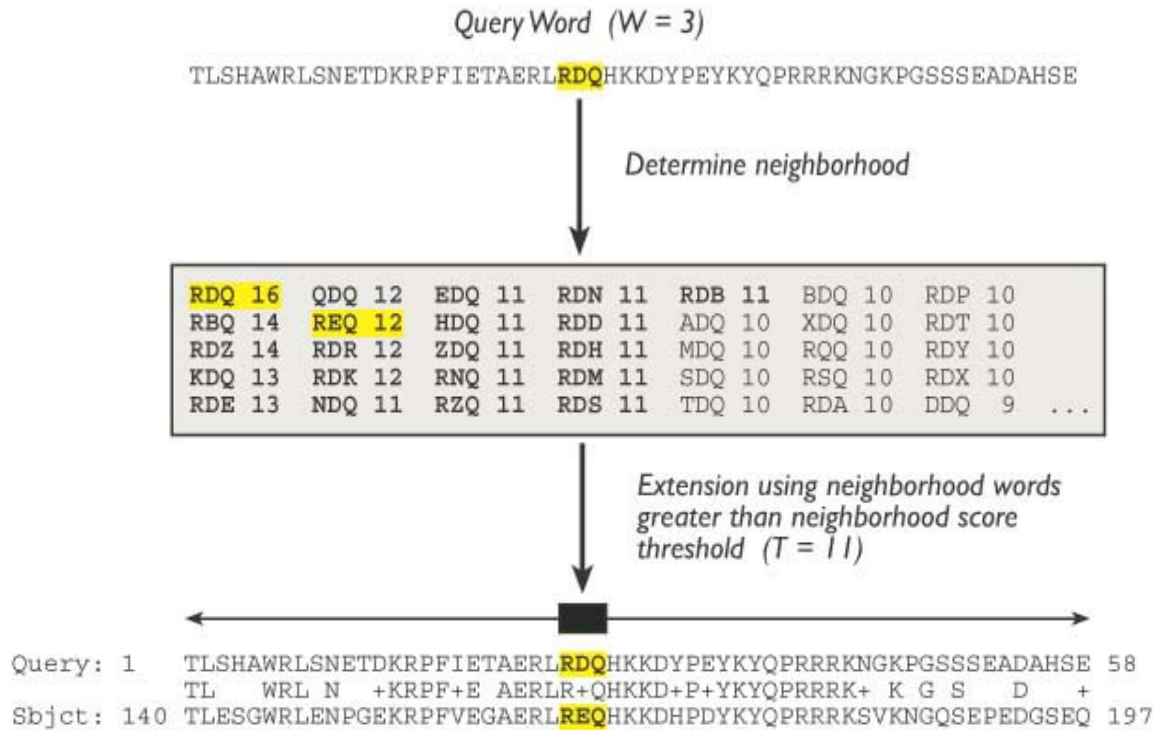 Query Word (W = 3)
TLSHAWRLSNETDKRPFIETAERLRDQHKKDYPEYKYQPRRRKNGKPGSSSEADAHSE
Determine neighborhood
RDQ 16 QDQ 12 EDQ 11 RDN 11 RDB 11 BDQ 10 RDP 10
RBQ 14 REQ 12 HDQ 11 RDD 11 ADQ 10 XDQ 10 RDT 10
RDZ 14 RDR 12 ZDQ 11 RDH 11 MDQ 10 RQQ 10 RDY 10
KDQ 13 RDK 12 RNQ 11 RDM 11 SDQ 10 RSQ 10 RDX 10
RDE 13 NDQ 11 RZQ 11 RDS 11 TDQ 10 RDA 10 DDQ 9 ...
Extension using neighborhood words
greater than neighborhood score
threshold (T = 11)
Query: 1 TLSHAWRLSNETDKRPFIETAERLRDQHKKDYPEYKYQPRRRKNGKPGSSSEADAHSE 58
TL WRL N +KRPF+E AERLR+QHKKD+P+YKYQPRRRK+ K G S D +
Sbjct: 140 TLESGWRLENPGEKRPFVEGAERLREQHKKDHPDYKYQPRRRKSVKNGQSEPEDGSEQ 197